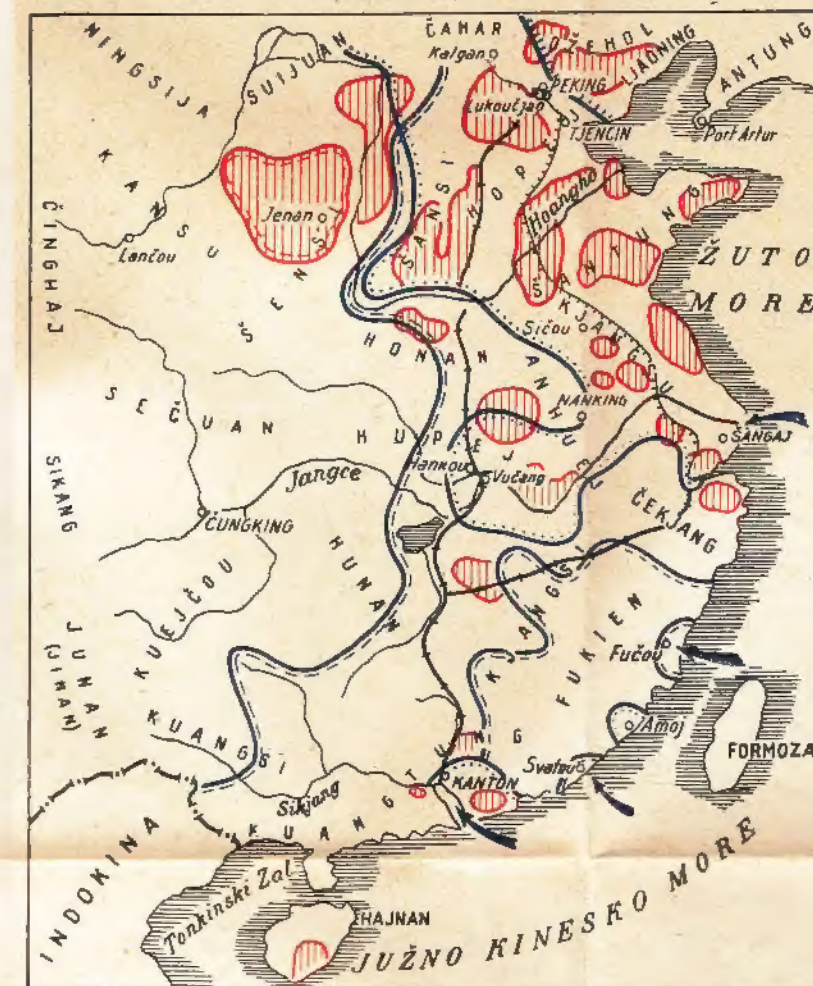 NINGSIJA
SUIJUAN
ČAHAR
Kalgan
DŽEHOL
LJAONING
ANTUNG
PEKING
Lukoučjao
TJENCIN
Port Artur
KANSU
Jenan
Lančou
ČINGHAJ
ŠENSI
ŠANSI
HOPEJ
Hoangho
ŠANTUNG
ŽUTO
MORE
KJANGSU
Sičou
HONAN
ANHUEJ
NANKING
ŠANGAJ
SEČUAN
HUPEJ
Hankou
Vučang
Jangce
SIKANG
ČUNGKING
ČEKJANG
HUNAN
KUEJČOU
KJANGSI
FUKIEN
Fučou
JUNAN
(JINAN)
Amoj
FORMOZA
KUANGSI
Svatou
KANTON
Sikjang
KUANGTUNG
INDOKINA
Tonkinski Zal
HAJNAN
JUŽNO KINESKO MORE